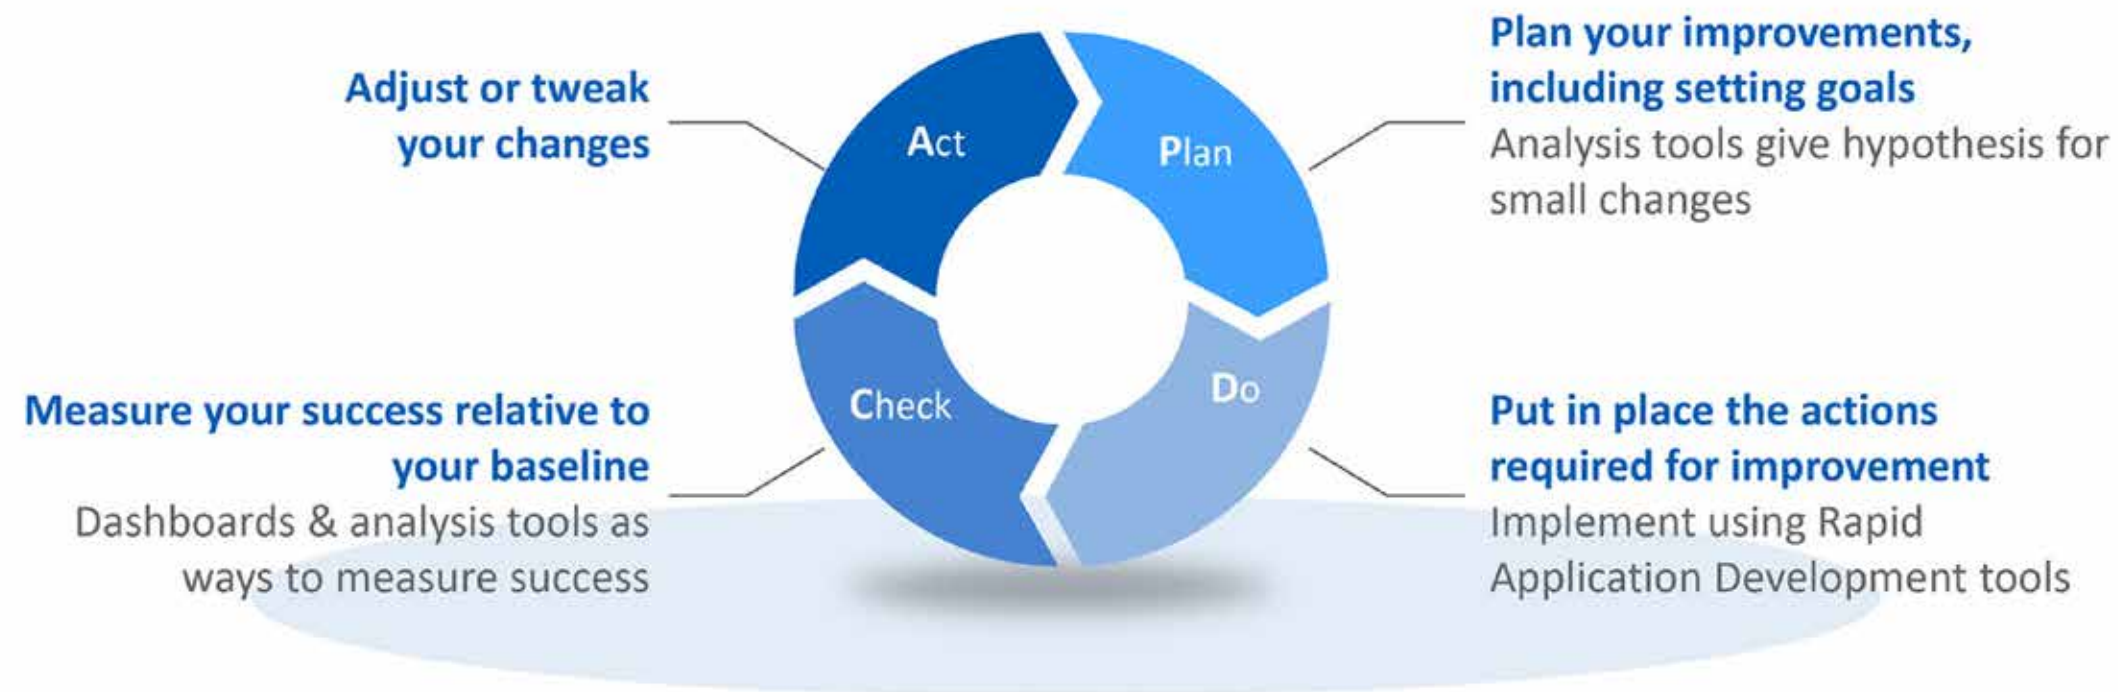 Adjust or tweak
your changes
Act
Plan
Plan your improvements,
including setting goals
Analysis tools give hypothesis for
small changes
Measure your success relative to
your baseline
Dashboards & analysis tools as
ways to measure success
Check
Do
Put in place the actions
required for improvement
Implement using Rapid
Application Development tools